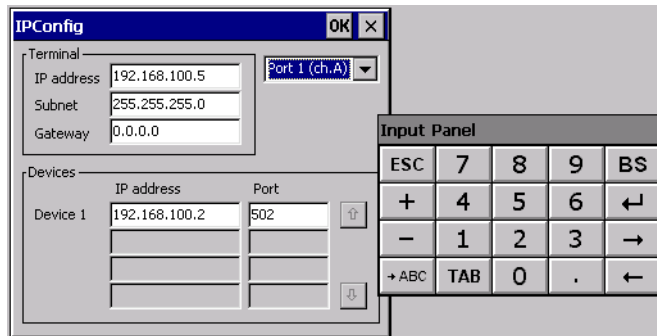 IPConfig OK ×
Terminal
IP address 192.168.100.5 Port 1 (ch.A)
Subnet 255.255.255.0
Gateway 0.0.0.0
Devices
IP address Port
Device 1 192.168.100.2 502
Input Panel
ESC 7 8 9 BS
+ 4 5 6 ↵
− 1 2 3 →
→ABC TAB 0 . ←